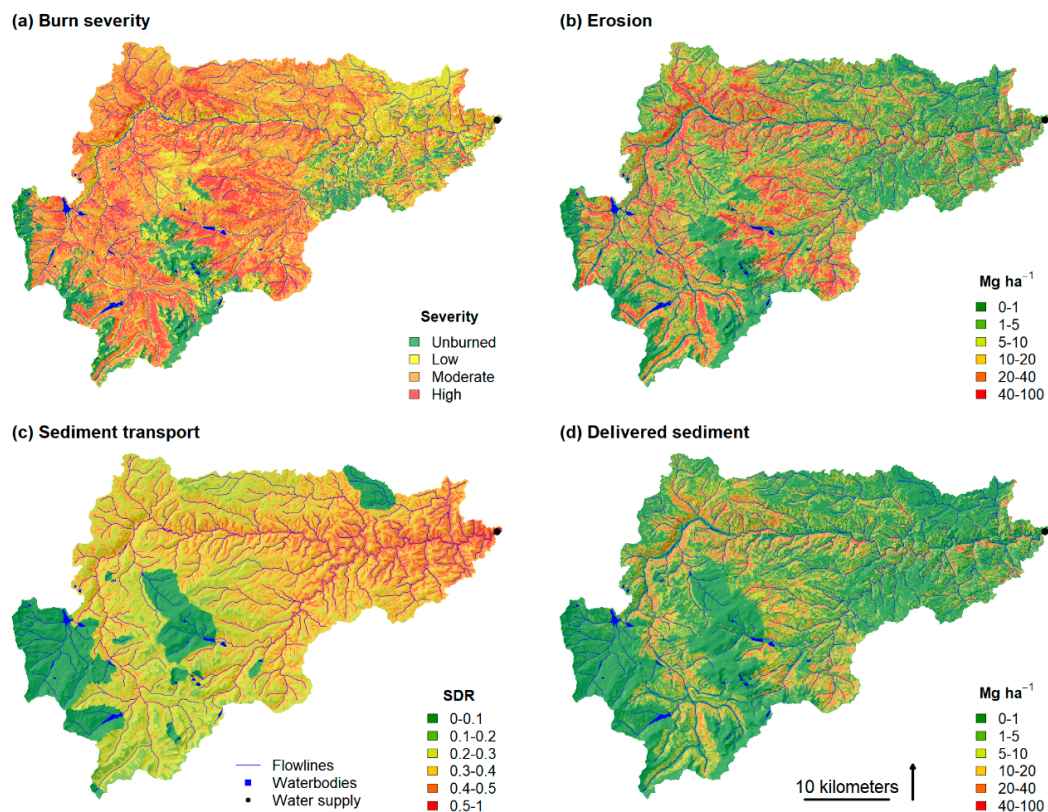 (a) Burn severity
(b) Erosion
Severity
Unburned
Low
Moderate
High
Mg ha⁻¹
0-1
1-5
5-10
10-20
20-40
40-100
(c) Sediment transport
(d) Delivered sediment
Flowlines
Waterbodies
Water supply
SDR
0-0.1
0.1-0.2
0.2-0.3
0.3-0.4
0.4-0.5
0.5-1
10 kilometers
Mg ha⁻¹
0-1
1-5
5-10
10-20
20-40
40-100